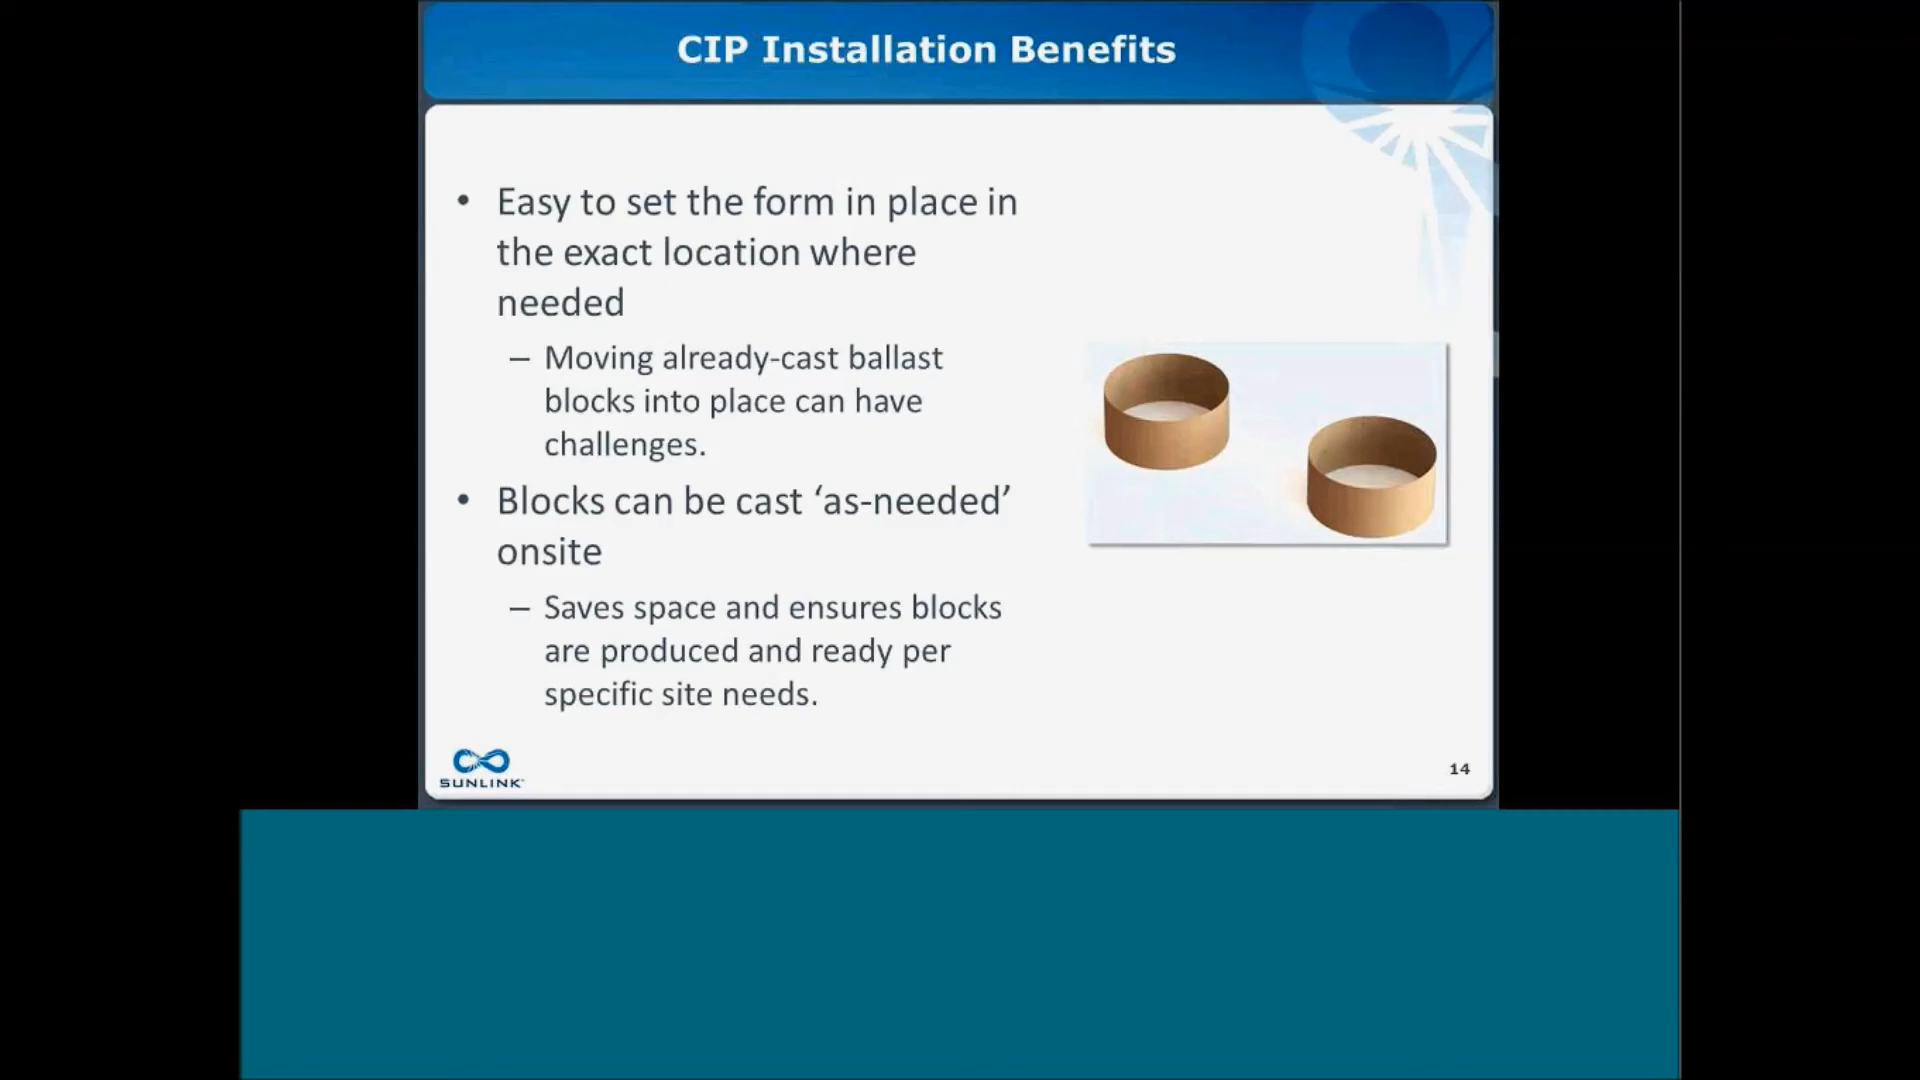 CIP Installation Benefits
• Easy to set the form in place in
the exact location where
needed
– Moving already-cast ballast
blocks into place can have
challenges.
• Blocks can be cast ‘as-needed’
onsite
– Saves space and ensures blocks
are produced and ready per
specific site needs.
SUNLINK
14